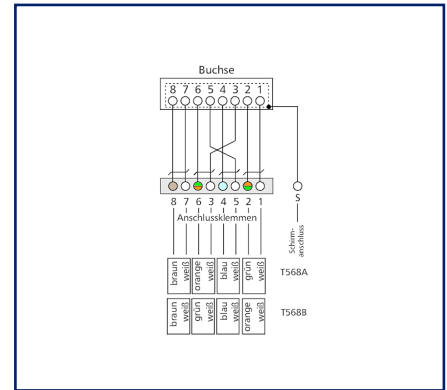 Buchse
8 7 6 5 4 3 2 1
8 7 6 3 4 5 2 1
S
Anschlussklemmen
Schirm-
anschluss
braun weiß orange weiß blau weiß grün weiß T568A
braun weiß grün weiß blau weiß orange weiß T568B